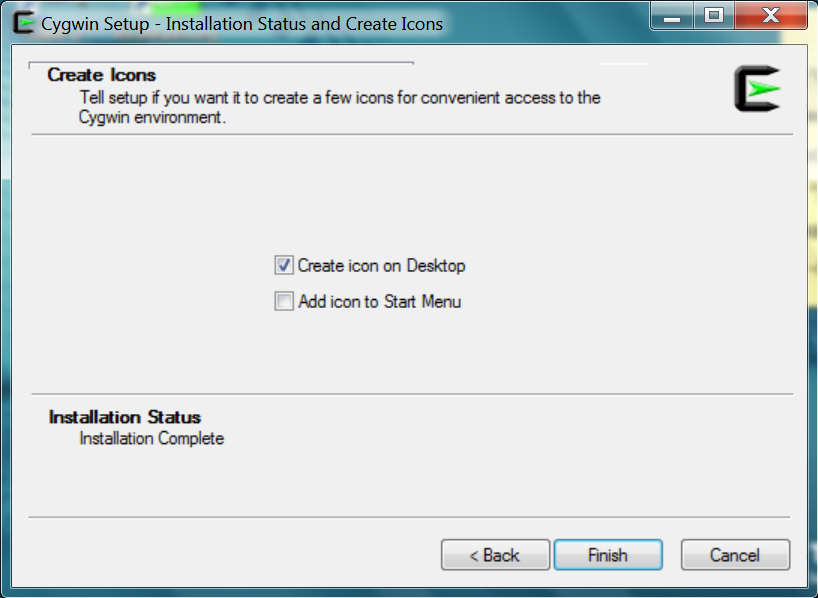 Cygwin Setup - Installation Status and Create Icons
Create Icons
Tell setup if you want it to create a few icons for convenient access to the
Cygwin environment.
Create icon on Desktop
Add icon to Start Menu
Installation Status
Installation Complete
< Back
Finish
Cancel